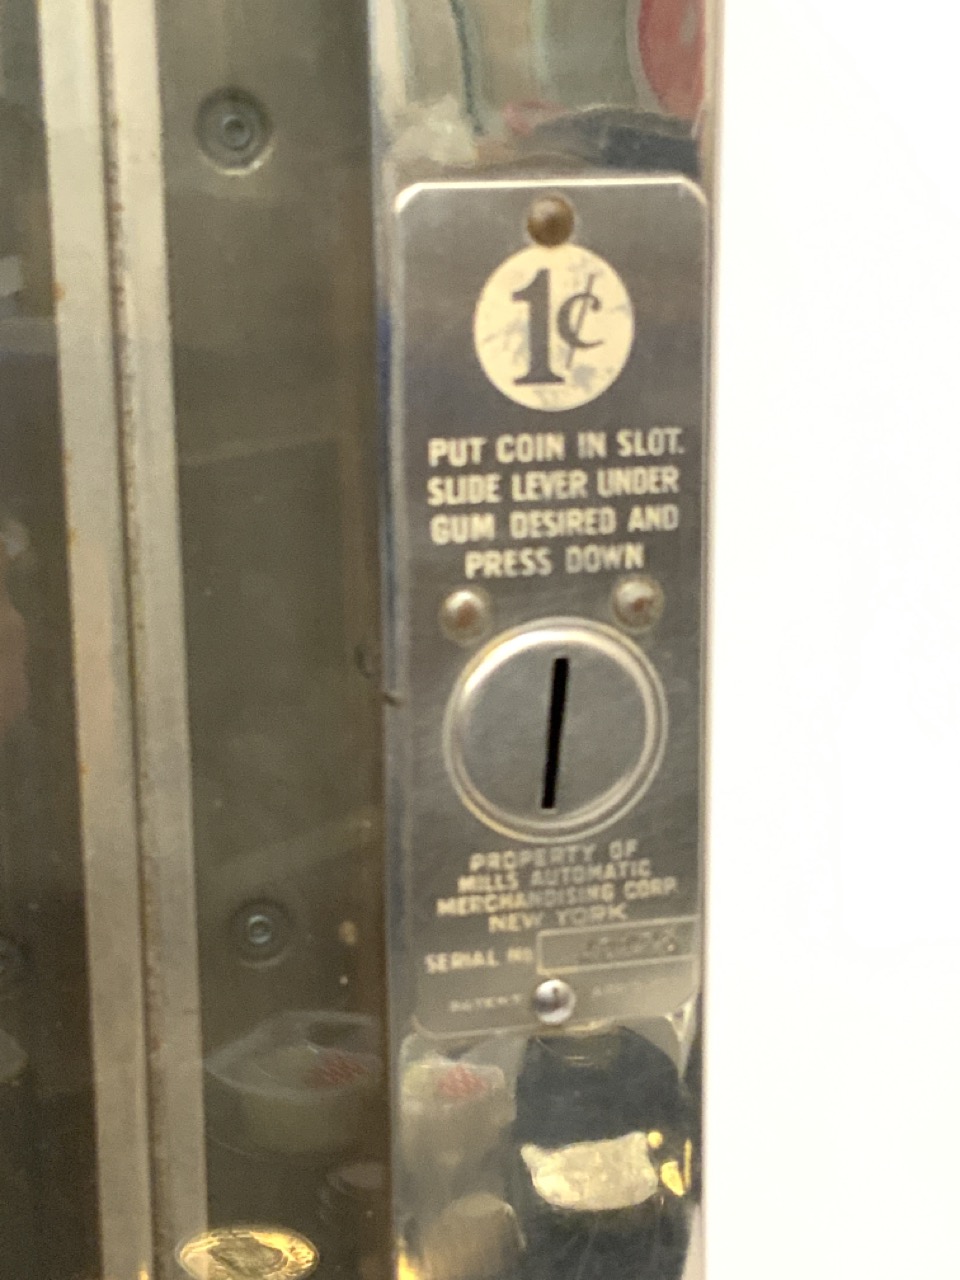 1¢
PUT COIN IN SLOT.
SLIDE LEVER UNDER
GUM DESIRED AND
PRESS DOWN
PROPERTY OF
MILLS AUTOMATIC
MERCHANDISING CORP.
NEW YORK
SERIAL No
PATENT